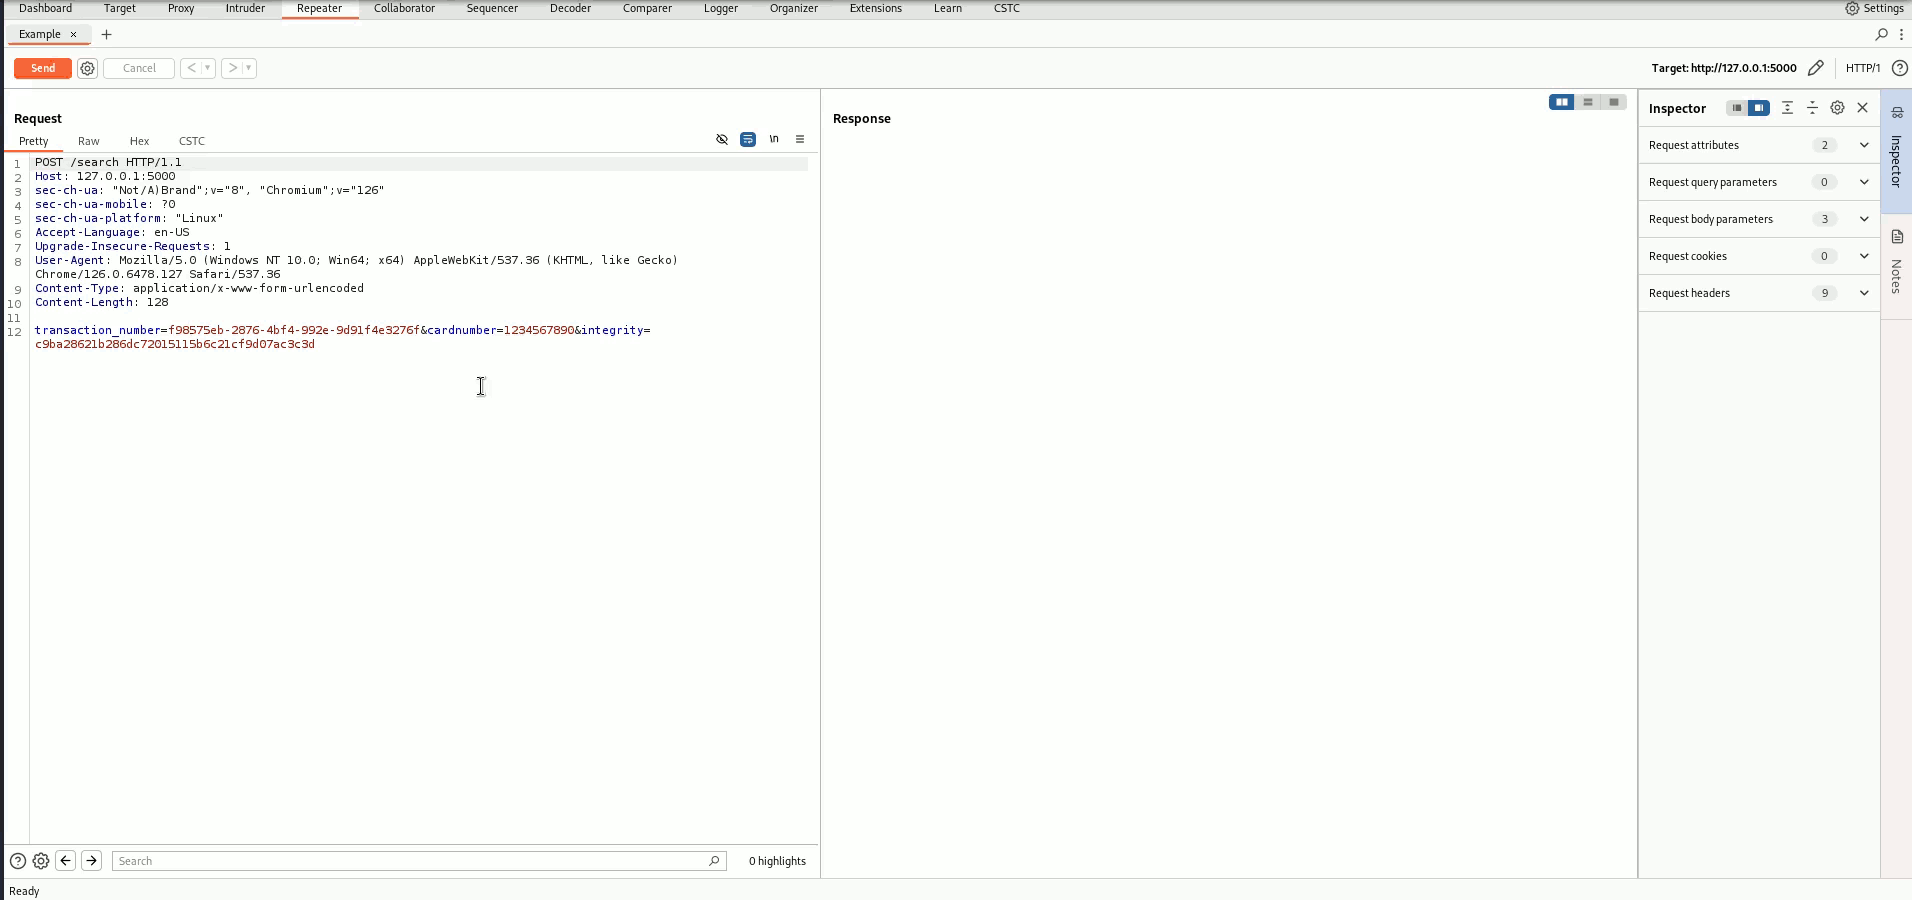 Dashboard Target Proxy Intruder Repeater Collaborator Sequencer Decoder Comparer Logger Organizer Extensions Learn CSTC Settings
Example × +
Send Cancel < > Target: http://127.0.0.1:5000 HTTP/1 ?
Request
Pretty Raw Hex CSTC \n
1 POST /search HTTP/1.1
2 Host: 127.0.0.1:5000
3 sec-ch-ua: "Not/A)Brand";v="8", "Chromium";v="126"
4 sec-ch-ua-mobile: ?0
5 sec-ch-ua-platform: "Linux"
6 Accept-Language: en-US
7 Upgrade-Insecure-Requests: 1
8 User-Agent: Mozilla/5.0 (Windows NT 10.0; Win64; x64) AppleWebKit/537.36 (KHTML, like Gecko)
Chrome/126.0.6478.127 Safari/537.36
9 Content-Type: application/x-www-form-urlencoded
10 Content-Length: 128
11
12 transaction_number=f98575eb-2876-4bf4-992e-9d91f4e3276f&cardnumber=1234567890&integrity=
c9ba28621b286dc72015115b6c21cf9d07ac3c3d
Search 0 highlights
Response
Inspector
Request attributes 2
Request query parameters 0
Request body parameters 3
Request cookies 0
Request headers 9
Inspector
Notes
Ready